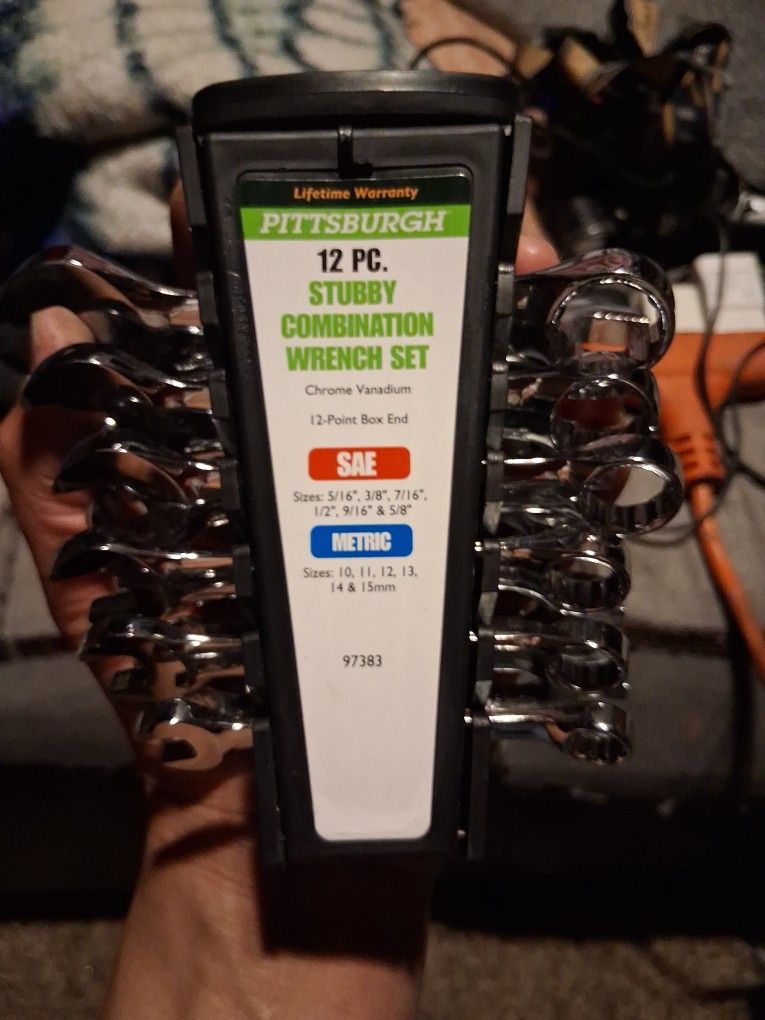 Lifetime Warranty
PITTSBURGH
12 PC.
STUBBY
COMBINATION
WRENCH SET
Chrome Vanadium
12-Point Box End
SAE
Sizes: 5/16", 3/8", 7/16",
1/2", 9/16" & 5/8"
METRIC
Sizes: 10, 11, 12, 13,
14 & 15mm
97383